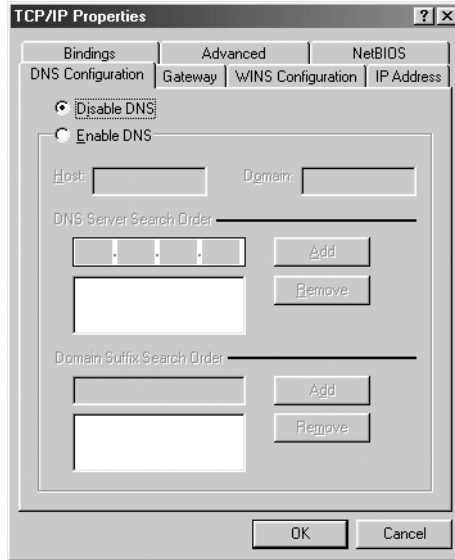 TCP/IP Properties
Bindings Advanced NetBIOS
DNS Configuration Gateway WINS Configuration IP Address
Disable DNS
Enable DNS
Host: Domain:
DNS Server Search Order
Add
Remove
Domain Suffix Search Order
Add
Remove
OK Cancel